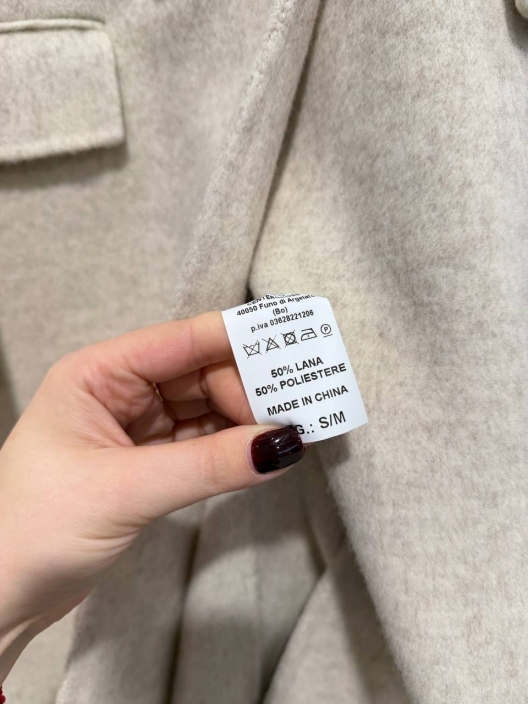 40050 Funo di Argelato
(Bo)
p.iva 03628221206
P
50% LANA
50% POLIESTERE
MADE IN CHINA
G.: S/M